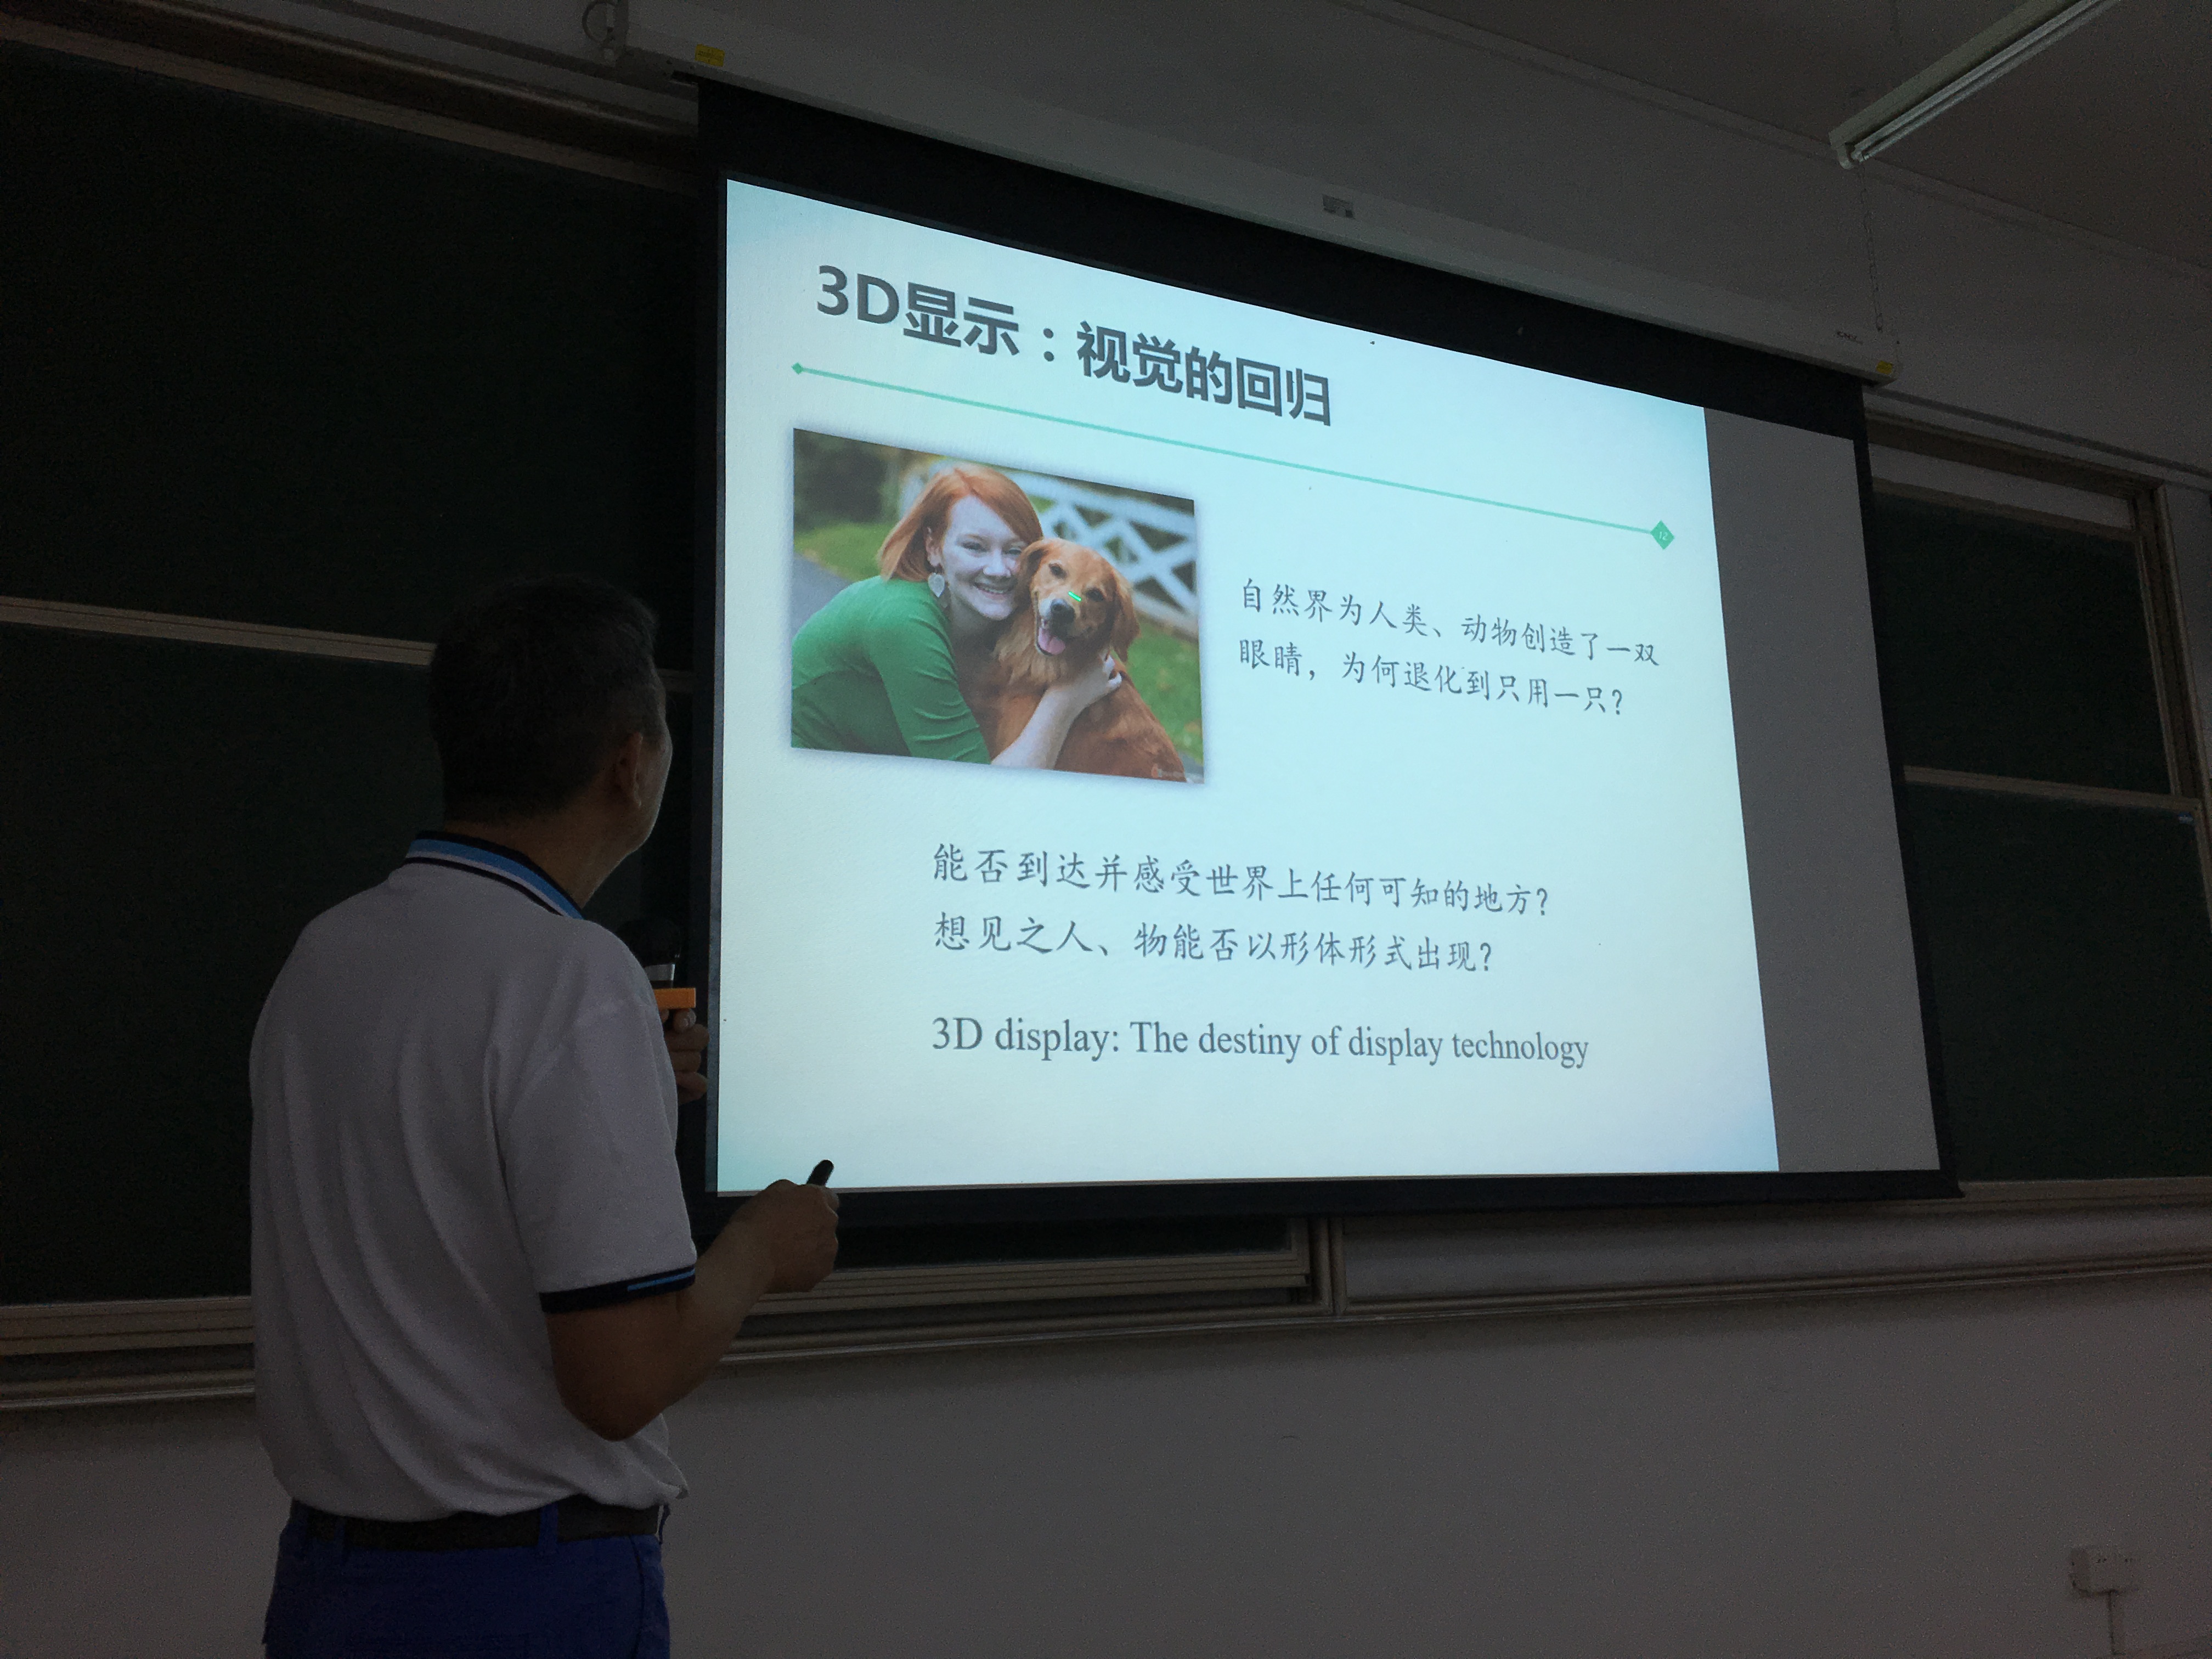 3D显示：视觉的回归
12
自然界为人类、动物创造了一双
眼睛，为何退化到只用一只？
能否到达并感受世界上任何可知的地方？
想见之人、物能否以形体形式出现？
3D display: The destiny of display technology